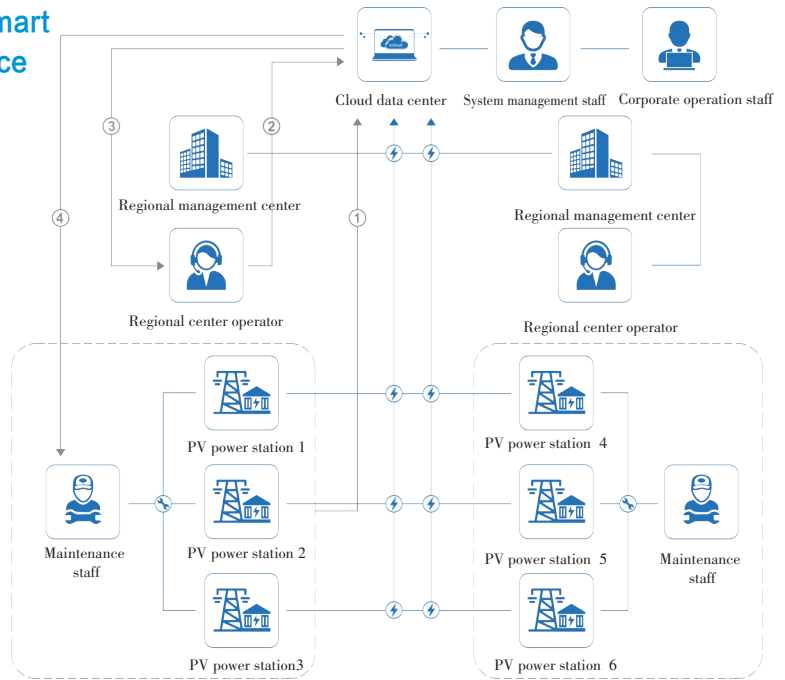 mart
ce
Cloud data center
System management staff
Corporate operation staff
3
2
Regional management center
Regional management center
4
1
Regional center operator
Regional center operator
PV power station 1
PV power station 4
Maintenance
staff
PV power station 2
PV power station 5
Maintenance
staff
PV power station3
PV power station 6